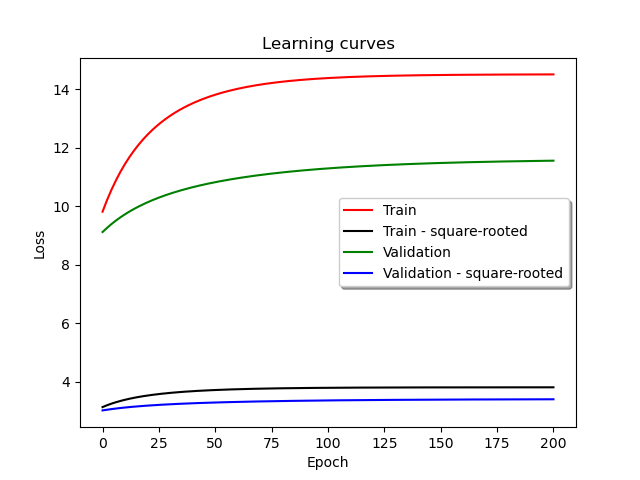 Learning curves
14
12
10
8
6
4
Loss
Train
Train - square-rooted
Validation
Validation - square-rooted
0 25 50 75 100 125 150 175 200
Epoch